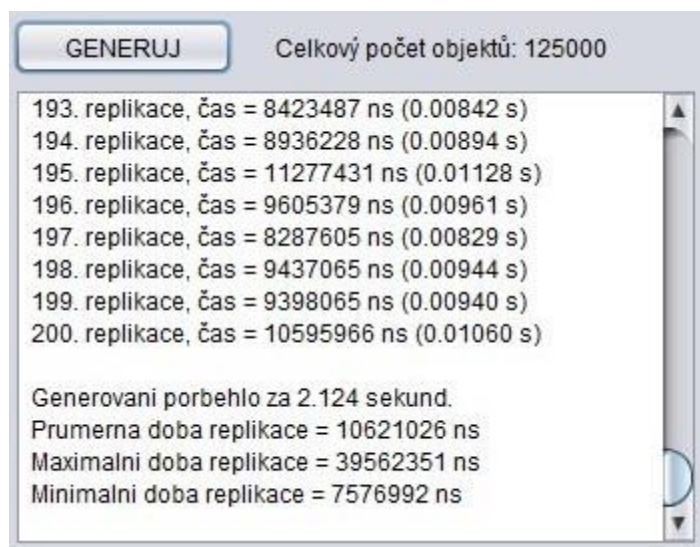 GENERUJ Celkový počet objektů: 125000
193. replikace, čas = 8423487 ns (0.00842 s)
194. replikace, čas = 8936228 ns (0.00894 s)
195. replikace, čas = 11277431 ns (0.01128 s)
196. replikace, čas = 9605379 ns (0.00961 s)
197. replikace, čas = 8287605 ns (0.00829 s)
198. replikace, čas = 9437065 ns (0.00944 s)
199. replikace, čas = 9398065 ns (0.00940 s)
200. replikace, čas = 10595966 ns (0.01060 s)
Generovani porbehlo za 2.124 sekund.
Prumerna doba replikace = 10621026 ns
Maximalni doba replikace = 39562351 ns
Minimalni doba replikace = 7576992 ns